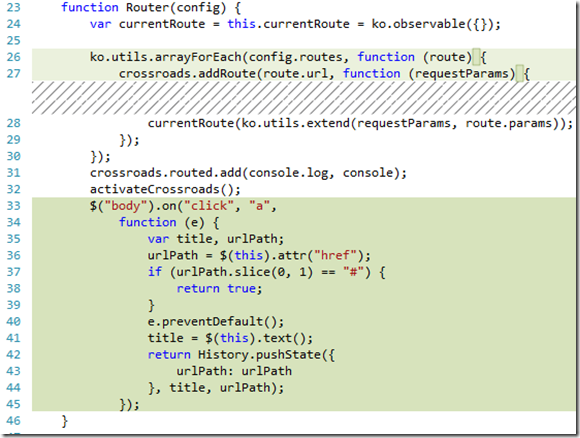 23 function Router(config) {
24 var currentRoute = this.currentRoute = ko.observable({});
25
26 ko.utils.arrayForEach(config.routes, function (route) {
27 crossroads.addRoute(route.url, function (requestParams) {
28 currentRoute(ko.utils.extend(requestParams, route.params));
29 });
30 });
31 crossroads.routed.add(console.log, console);
32 activateCrossroads();
33 $("body").on("click", "a",
34 function (e) {
35 var title, urlPath;
36 urlPath = $(this).attr("href");
37 if (urlPath.slice(0, 1) == "#") {
38 return true;
39 }
40 e.preventDefault();
41 title = $(this).text();
42 return History.pushState({
43 urlPath: urlPath
44 }, title, urlPath);
45 });
46 }